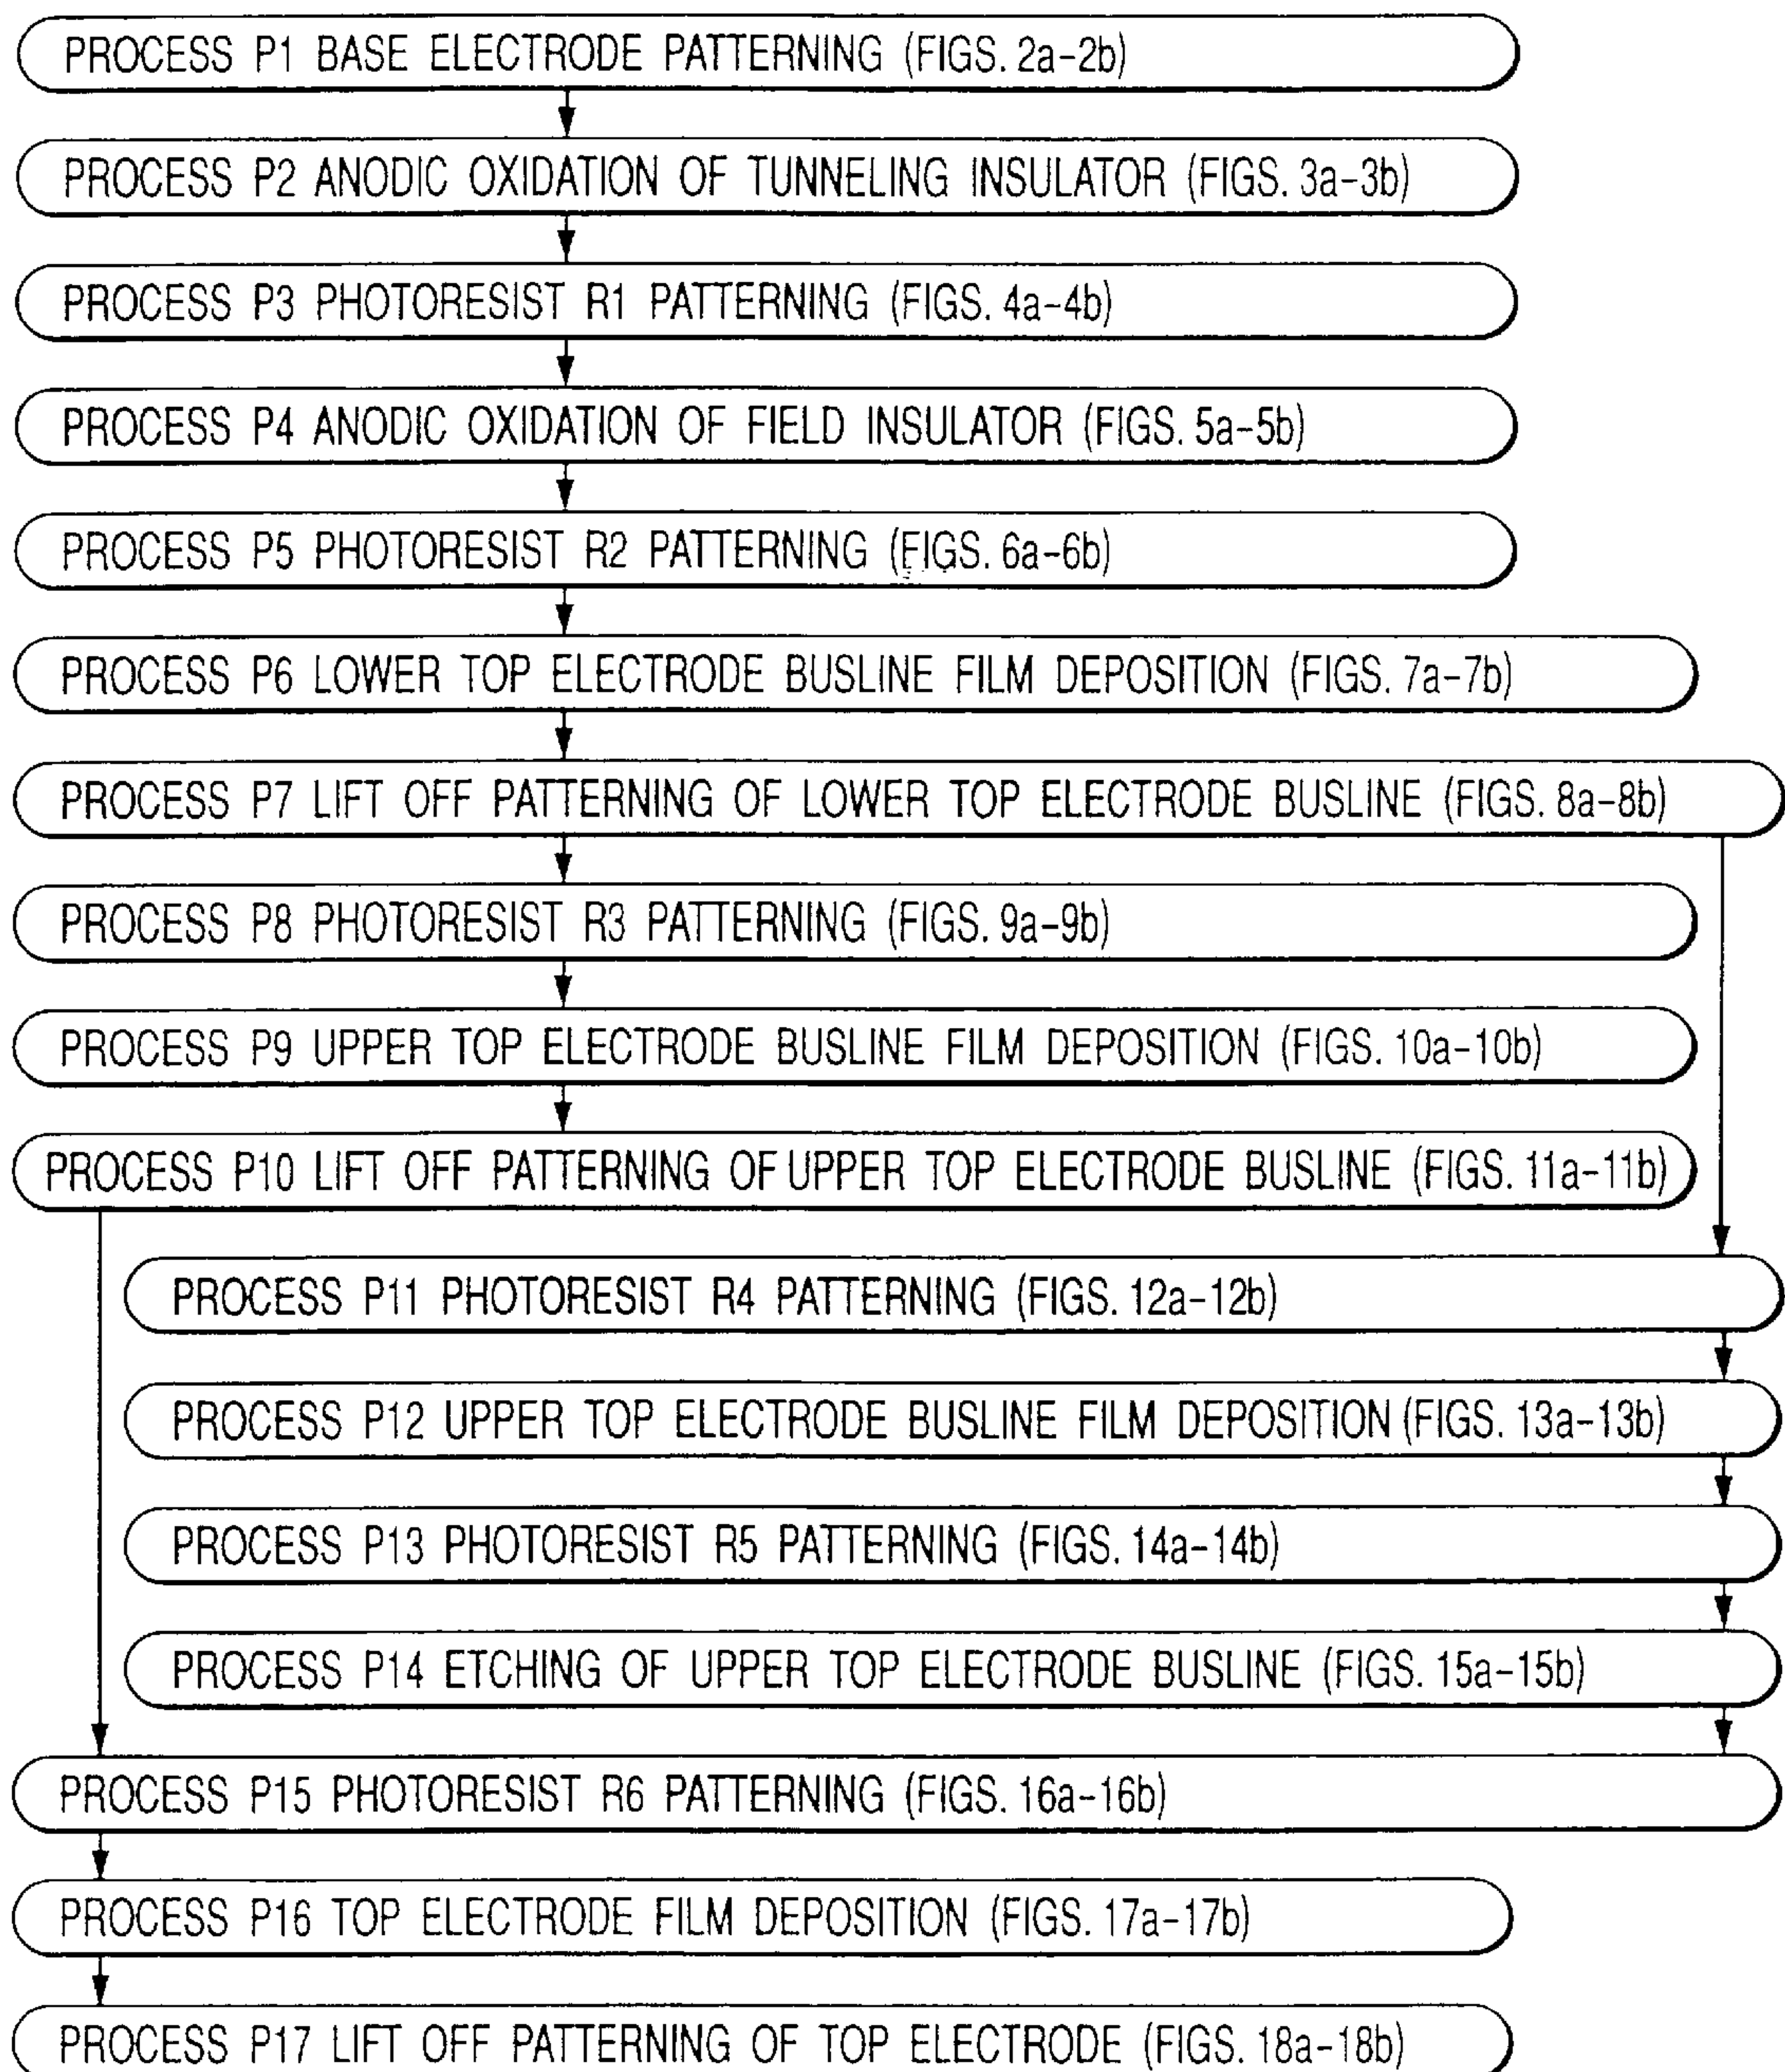 PROCESS P1 BASE ELECTRODE PATTERNING (FIGS. 2a-2b)
PROCESS P2 ANODIC OXIDATION OF TUNNELING INSULATOR (FIGS. 3a-3b)
PROCESS P3 PHOTORESIST R1 PATTERNING (FIGS. 4a-4b)
PROCESS P4 ANODIC OXIDATION OF FIELD INSULATOR (FIGS. 5a-5b)
PROCESS P5 PHOTORESIST R2 PATTERNING (FIGS. 6a-6b)
PROCESS P6 LOWER TOP ELECTRODE BUSLINE FILM DEPOSITION (FIGS. 7a-7b)
PROCESS P7 LIFT OFF PATTERNING OF LOWER TOP ELECTRODE BUSLINE (FIGS. 8a-8b)
PROCESS P8 PHOTORESIST R3 PATTERNING (FIGS. 9a-9b)
PROCESS P9 UPPER TOP ELECTRODE BUSLINE FILM DEPOSITION (FIGS. 10a-10b)
PROCESS P10 LIFT OFF PATTERNING OF UPPER TOP ELECTRODE BUSLINE (FIGS. 11a-11b)
PROCESS P11 PHOTORESIST R4 PATTERNING (FIGS. 12a-12b)
PROCESS P12 UPPER TOP ELECTRODE BUSLINE FILM DEPOSITION (FIGS. 13a-13b)
PROCESS P13 PHOTORESIST R5 PATTERNING (FIGS. 14a-14b)
PROCESS P14 ETCHING OF UPPER TOP ELECTRODE BUSLINE (FIGS. 15a-15b)
PROCESS P15 PHOTORESIST R6 PATTERNING (FIGS. 16a-16b)
PROCESS P16 TOP ELECTRODE FILM DEPOSITION (FIGS. 17a-17b)
PROCESS P17 LIFT OFF PATTERNING OF TOP ELECTRODE (FIGS. 18a-18b)